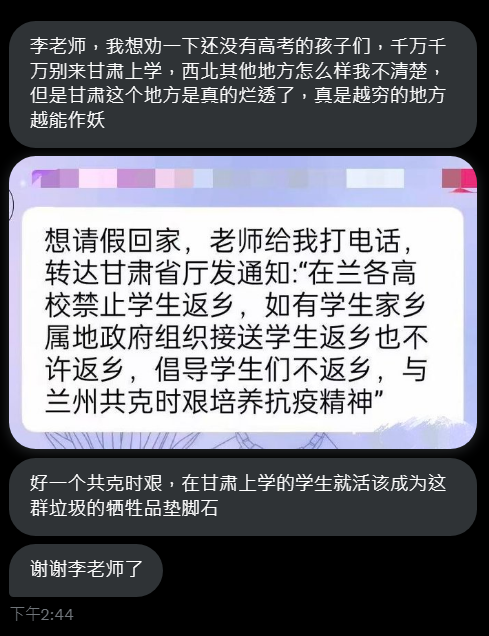 李老师，我想劝一下还没有高考的孩子们，千万千
万别来甘肃上学，西北其他地方怎么样我不清楚，
但是甘肃这个地方是真的烂透了，真是越穷的地方
越能作妖
想请假回家，老师给我打电话，
转达甘肃省厅发通知:“在兰各高
校禁止学生返乡，如有学生家乡
属地政府组织接送学生返乡也不
许返乡，倡导学生们不返乡，与
兰州共克时艰培养抗疫精神”
好一个共克时艰，在甘肃上学的学生就活该成为这
群垃圾的牺牲品垫脚石
谢谢李老师了
下午2:44